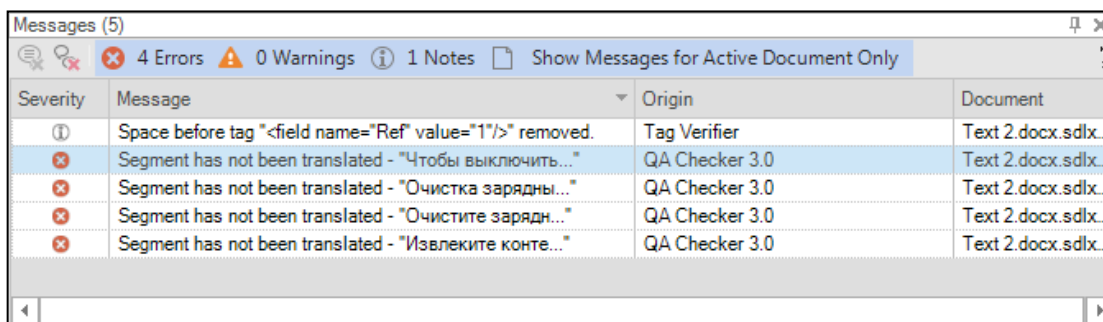 Messages (5)
4 Errors 0 Warnings 1 Notes Show Messages for Active Document Only
Severity Message Origin Document
Space before tag "<field name="Ref" value="1"/>" removed. Tag Verifier Text 2.docx.sdlx...
Segment has not been translated - "Чтобы выключить..." QA Checker 3.0 Text 2.docx.sdlx...
Segment has not been translated - "Очистка зарядны..." QA Checker 3.0 Text 2.docx.sdlx...
Segment has not been translated - "Очистите зарядн..." QA Checker 3.0 Text 2.docx.sdlx...
Segment has not been translated - "Извлеките конте..." QA Checker 3.0 Text 2.docx.sdlx...